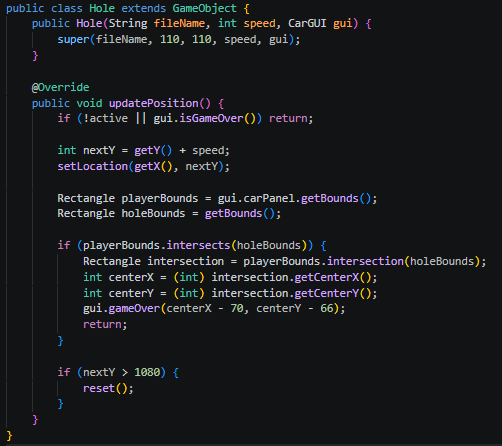 public class Hole extends GameObject {
    public Hole(String fileName, int speed, CarGUI gui) {
        super(fileName, 110, 110, speed, gui);
    }

    @Override
    public void updatePosition() {
        if (!active || gui.isGameOver()) return;

        int nextY = getY() + speed;
        setLocation(getX(), nextY);

        Rectangle playerBounds = gui.carPanel.getBounds();
        Rectangle holeBounds = getBounds();

        if (playerBounds.intersects(holeBounds)) {
            Rectangle intersection = playerBounds.intersection(holeBounds);
            int centerX = (int) intersection.getCenterX();
            int centerY = (int) intersection.getCenterY();
            gui.gameOver(centerX - 70, centerY - 66);
            return;
        }

        if (nextY > 1080) {
            reset();
        }
    }
}